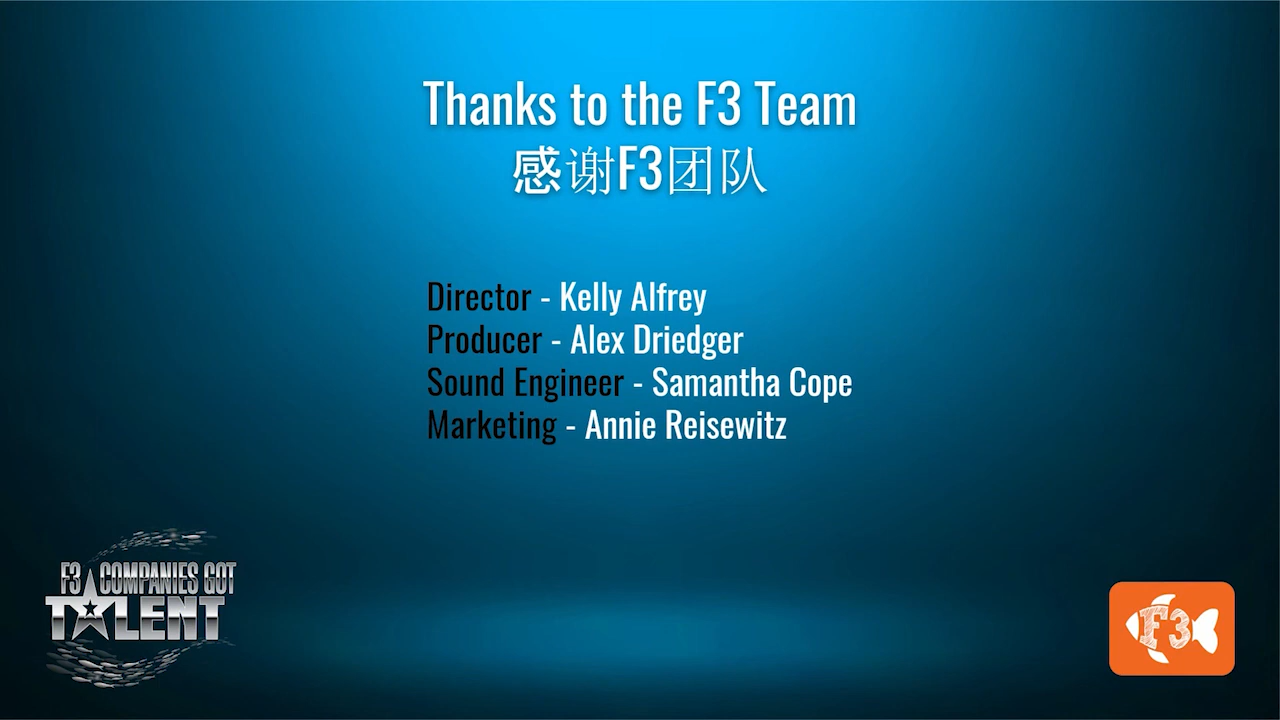 Thanks to the F3 Team
感谢F3团队
Director - Kelly Alfrey
Producer - Alex Driedger
Sound Engineer - Samantha Cope
Marketing - Annie Reisewitz
F3 COMPANIES GOT
TALENT
F3